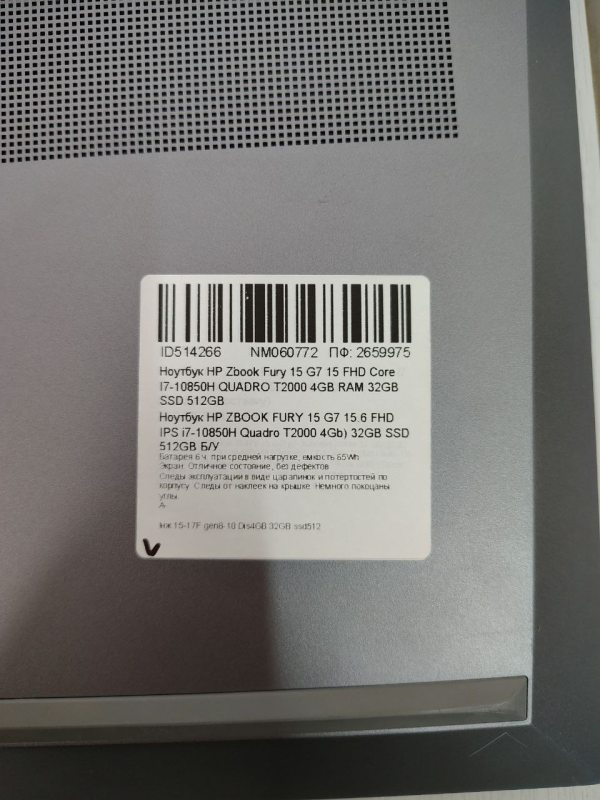 ID514266 NM060772 ПФ: 2659975
Ноутбук HP Zbook Fury 15 G7 15 FHD Core
I7-10850H QUADRO T2000 4GB RAM 32GB
SSD 512GB
Ноутбук HP ZBOOK FURY 15 G7 15.6 FHD
IPS i7-10850H Quadro T2000 4Gb) 32GB SSD
512GB Б/У
Батарея 6 ч. при средней нагрузке, емкость 65Wh
Экран: Отличное состояние, без дефектов
Следы эксплуатации в виде царапинок и потертостей по
корпусу. Следы от наклеек на крышке. Немного покоцаны
углы.
A-
Inж 15-17F gen8-10 Dis4GB 32GB ssd512